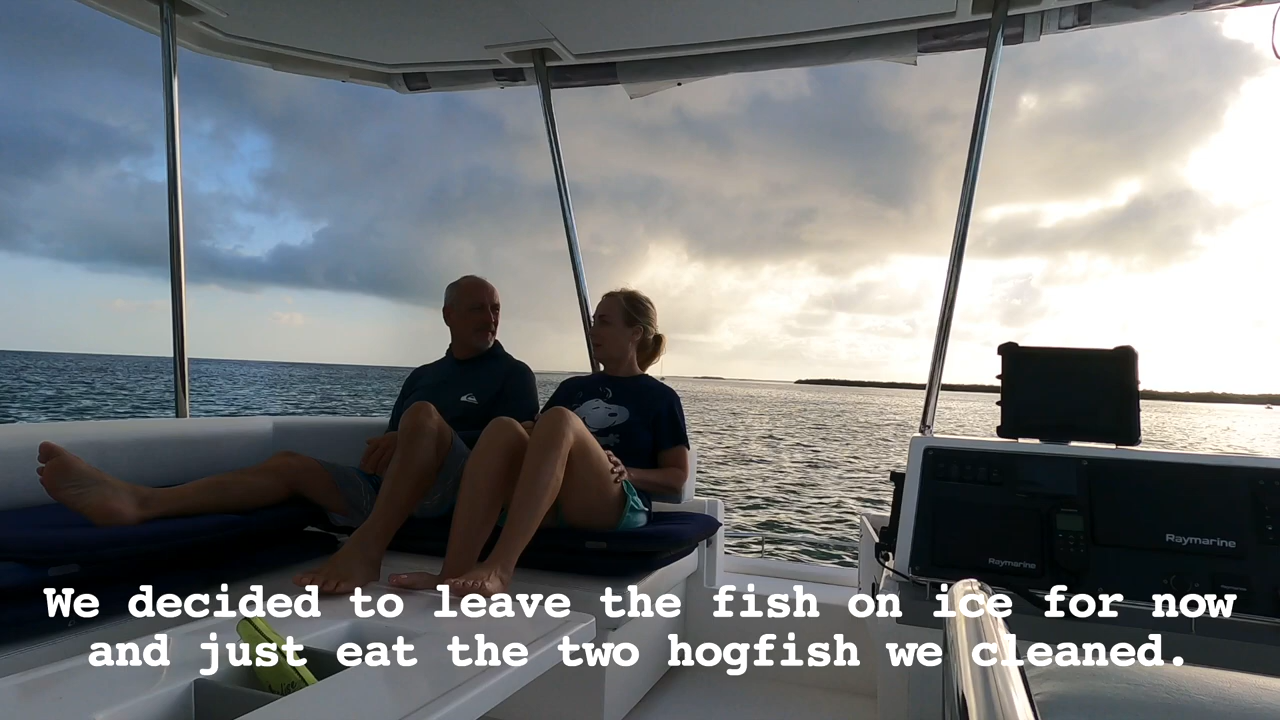 Raymarine
Raymarine
We decided to leave the fish on ice for now
and just eat the two hogfish we cleaned.